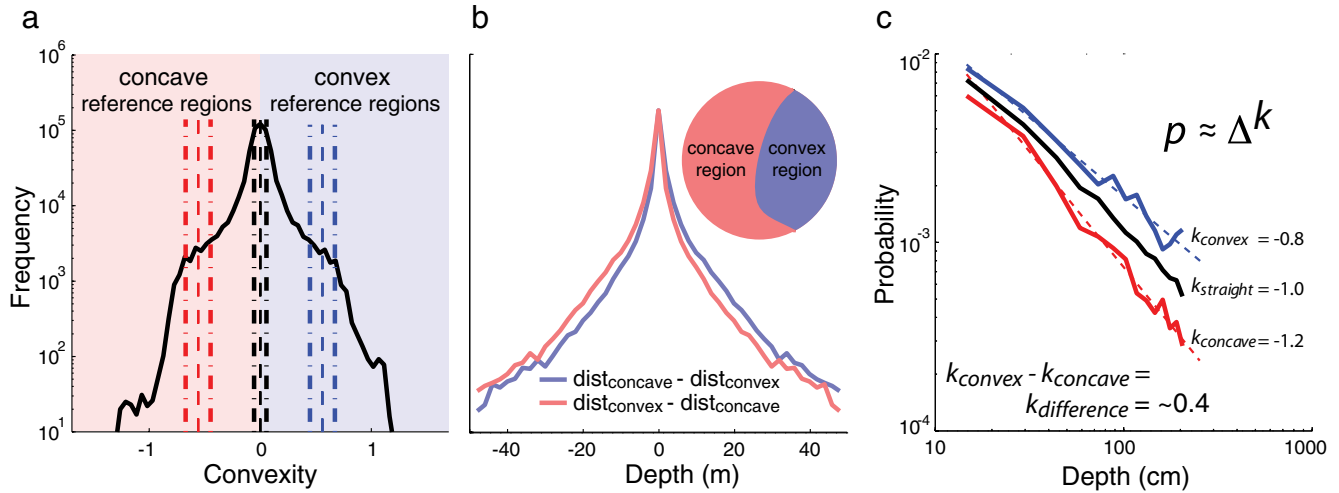 a
10^6
10^5
10^4
10^3
10^2
10^1
Frequency
concave
reference regions
convex
reference regions
-1
0
1
Convexity
b
concave
region
convex
region
dist_concave - dist_convex
dist_convex - dist_concave
-40
-20
0
20
40
Depth (m)
c
10^-2
10^-3
10^-4
Probability
p ≈ Δ^k
k_convex = -0.8
k_straight = -1.0
k_concave = -1.2
k_convex - k_concave =
k_difference = ~0.4
10
100
1000
Depth (cm)